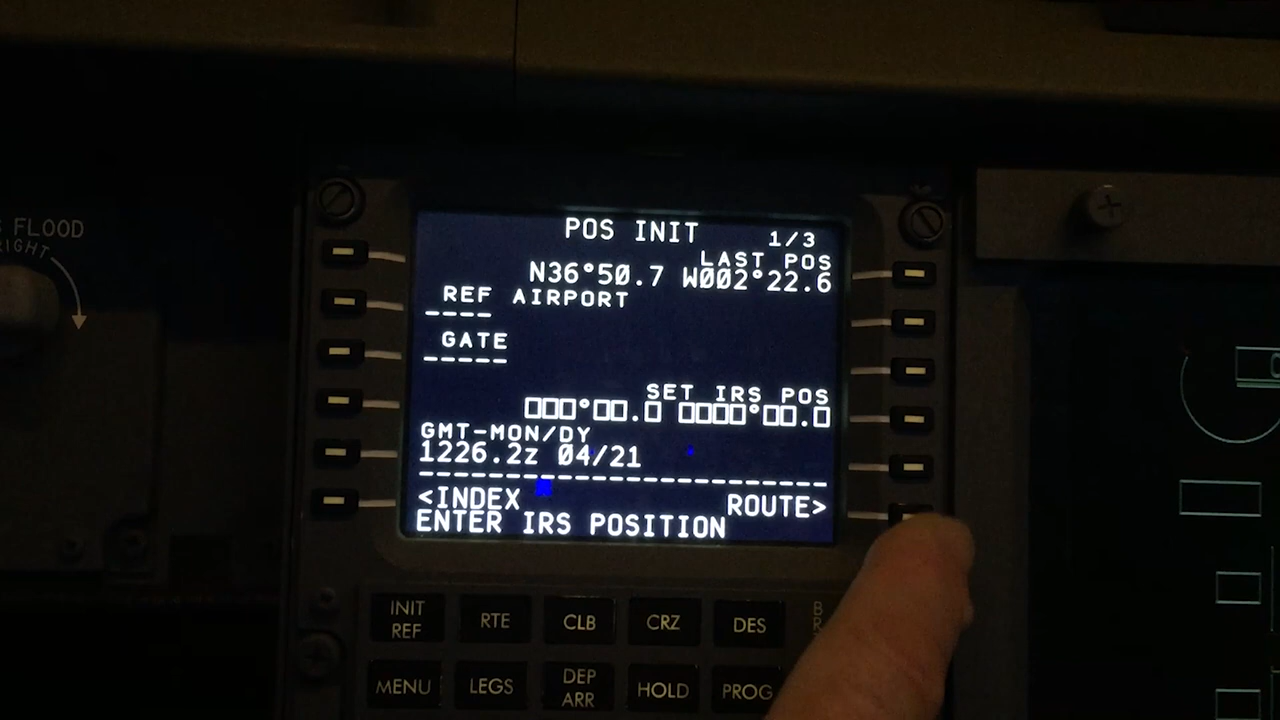 FLOOD
POS INIT 1/3
LAST POS
N36°50.7 W002°22.6
REF AIRPORT
----
GATE
-----
SET IRS POS
□□□°□□.□ □□□□°□□.□
GMT-MON/DY
1226.2z 04/21
<INDEX ROUTE>
ENTER IRS POSITION
INIT REF RTE CLB CRZ DES
MENU LEGS DEP ARR HOLD PROG